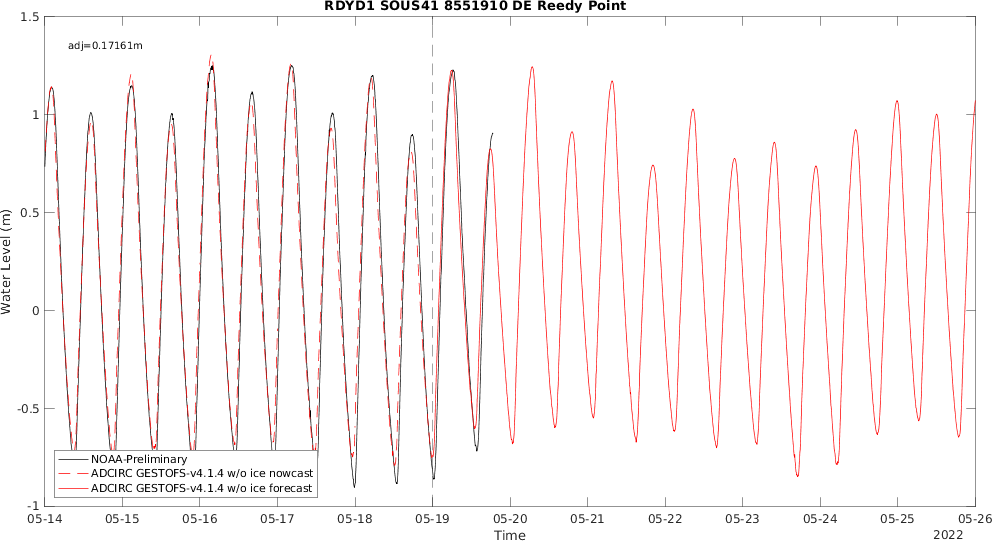 RDYD1 SOUS41 8551910 DE Reedy Point
adj=0.17161m
1.5
1
0.5
0
-0.5
-1
Water Level (m)
NOAA-Preliminary
ADCIRC GESTOFS-v4.1.4 w/o ice nowcast
ADCIRC GESTOFS-v4.1.4 w/o ice forecast
05-14 05-15 05-16 05-17 05-18 05-19 05-20 05-21 05-22 05-23 05-24 05-25 05-26
Time
2022